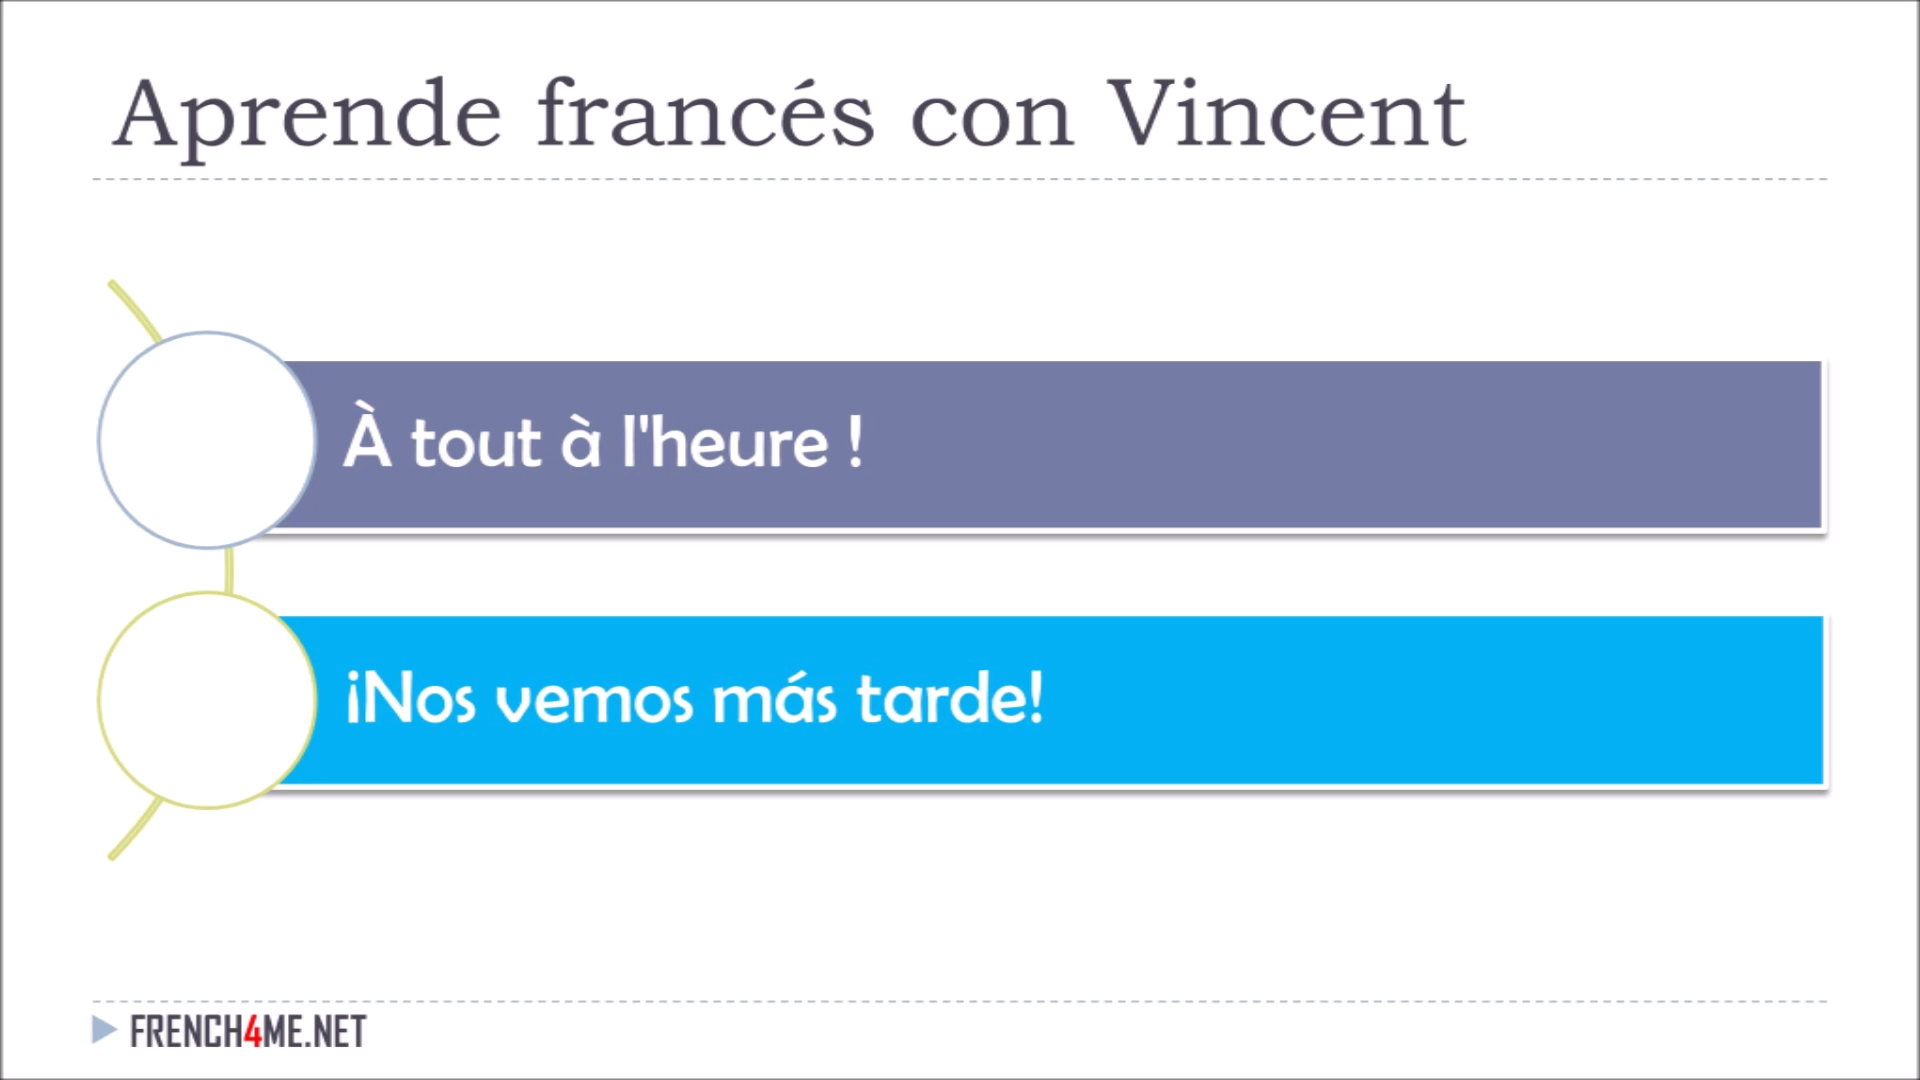 Aprende francés con Vincent
À tout à l'heure !
¡Nos vemos más tarde!
FRENCH4ME.NET